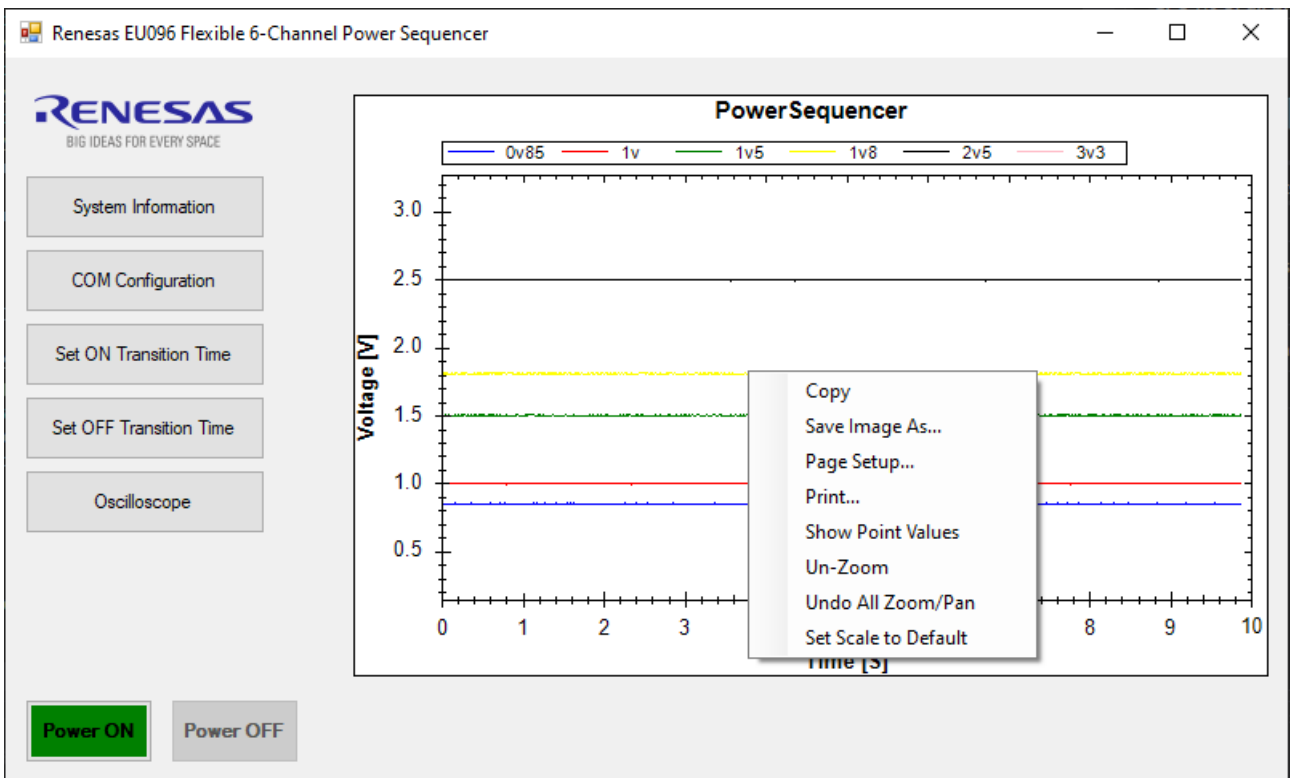 Renesas EU096 Flexible 6-Channel Power Sequencer
RENESAS
BIG IDEAS FOR EVERY SPACE
System Information
COM Configuration
Set ON Transition Time
Set OFF Transition Time
Oscilloscope
Power ON
Power OFF
PowerSequencer
0v85 1v 1v5 1v8 2v5 3v3
Voltage [V]
3.0
2.5
2.0
1.5
1.0
0.5
0 1 2 3 8 9 10
Time [S]
Copy
Save Image As...
Page Setup...
Print...
Show Point Values
Un-Zoom
Undo All Zoom/Pan
Set Scale to Default